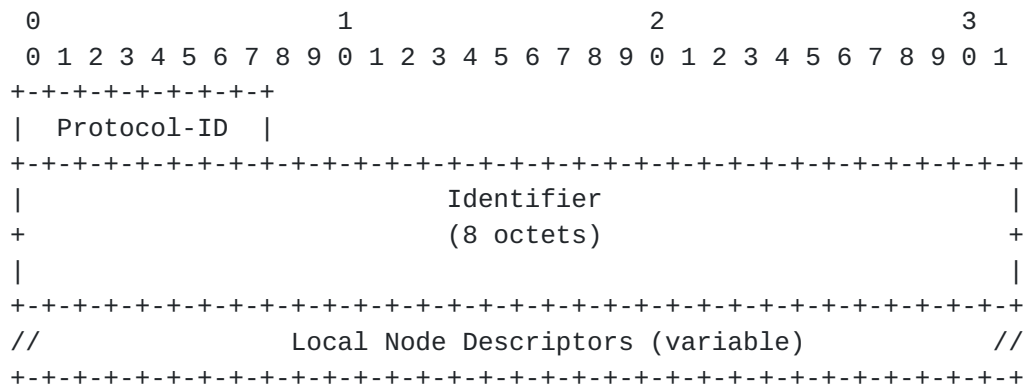 0                   1                   2                   3
 0 1 2 3 4 5 6 7 8 9 0 1 2 3 4 5 6 7 8 9 0 1 2 3 4 5 6 7 8 9 0 1
+-+-+-+-+-+-+-+-+
|  Protocol-ID  |
+-+-+-+-+-+-+-+-+-+-+-+-+-+-+-+-+-+-+-+-+-+-+-+-+-+-+-+-+-+-+-+-+
|                           Identifier                          |
+                           (8 octets)                          +
|                                                               |
+-+-+-+-+-+-+-+-+-+-+-+-+-+-+-+-+-+-+-+-+-+-+-+-+-+-+-+-+-+-+-+-+
//                Local Node Descriptors (variable)            //
+-+-+-+-+-+-+-+-+-+-+-+-+-+-+-+-+-+-+-+-+-+-+-+-+-+-+-+-+-+-+-+-+